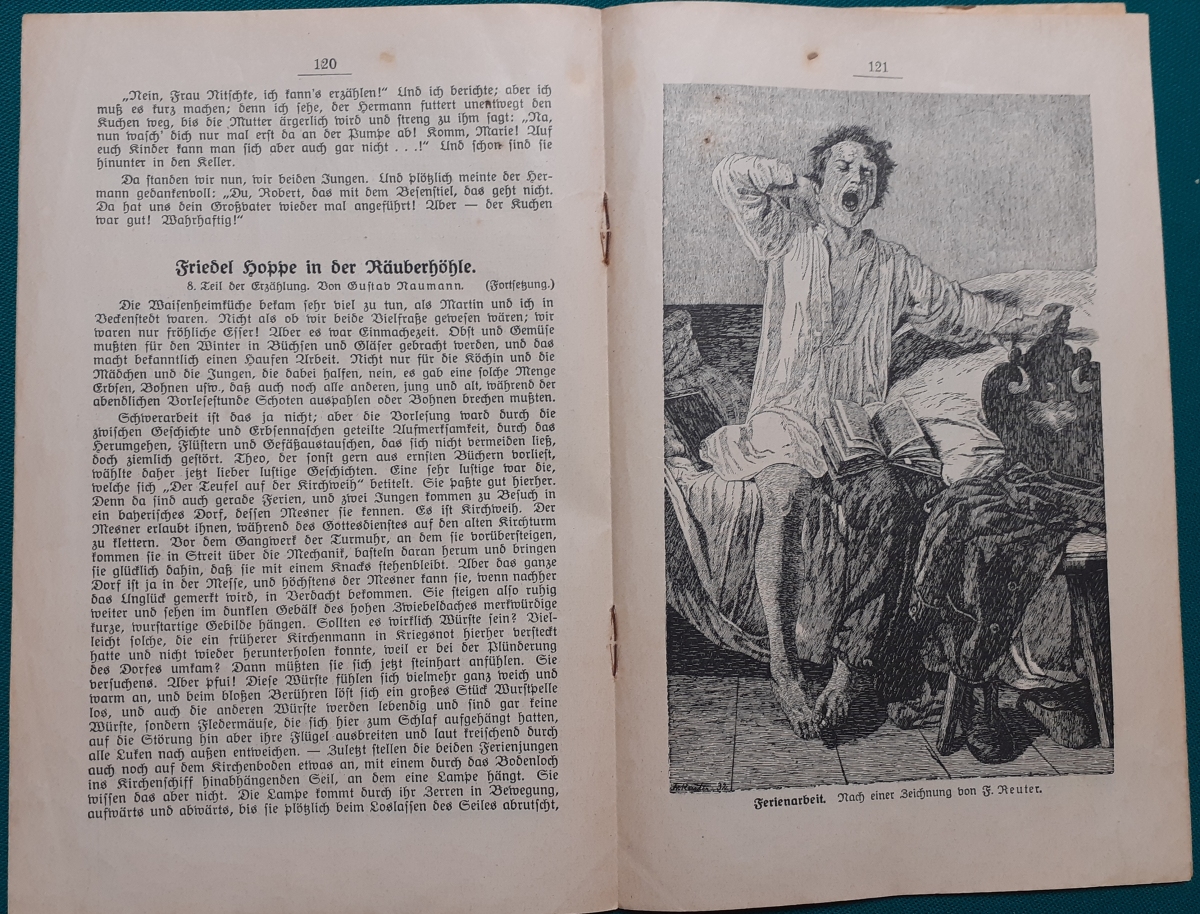 120
„Nein, Frau Nitschke, ich kann's erzählen!“ Und ich berichte; aber ich
muß es kurz machen; denn ich sehe, der Hermann futtert unentwegt den
Kuchen weg, bis die Mutter ärgerlich wird und streng zu ihm sagt: „Na,
nun wasch' dich nur mal erst da an der Pumpe ab! Komm, Marie! Auf
euch Kinder kann man sich aber auch gar nicht . . .!“ Und schon sind sie
hinunter in den Keller.
Da standen wir nun, wir beiden Jungen. Und plötzlich meinte der Her-
mann gedankenvoll: „Du, Robert, das mit dem Besenstiel, das geht nicht.
Da hat uns dein Großvater wieder mal angeführt! Aber — der Kuchen
war gut! Wahrhaftig!“
Friedel Hoppe in der Räuberhöhle.
8. Teil der Erzählung. Von Gustav Naumann. (Fortsetzung.)
Die Waisenheimküche bekam sehr viel zu tun, als Martin und ich in
Beckenstedt waren. Nicht als ob wir beide Vielfraße gewesen wären; wir
waren nur fröhliche Esser! Aber es war Einmachezeit. Obst und Gemüse
mußten für den Winter in Büchsen und Gläser gebracht werden, und das
macht bekanntlich einen Haufen Arbeit. Nicht nur für die Köchin und die
Mädchen und die Jungen, die dabei halfen, nein, es gab eine solche Menge
Erbsen, Bohnen usw., daß auch noch alle anderen, jung und alt, während der
abendlichen Vorlesestunde Schoten auspahlen oder Bohnen brechen mußten.
Schwerarbeit ist das ja nicht; aber die Vorlesung ward durch die
zwischen Geschichte und Erbsennaschen geteilte Aufmerksamkeit, durch das
Herumgehen, Flüstern und Gefäßaustauschen, das sich nicht vermeiden ließ,
doch ziemlich gestört. Theo, der sonst gern aus ernsten Büchern vorliest,
wählte daher jetzt lieber lustige Geschichten. Eine sehr lustige war die,
welche sich „Der Teufel auf der Kirchweih“ betitelt. Sie paßte gut hierher.
Denn da sind auch gerade Ferien, und zwei Jungen kommen zu Besuch in
ein bayerisches Dorf, dessen Mesner sie kennen. Es ist Kirchweih. Der
Mesner erlaubt ihnen, während des Gottesdienstes auf den alten Kirchturm
zu klettern. Vor dem Gangwerk der Turmuhr, an dem sie vorübersteigen,
kommen sie in Streit über die Mechanik, basteln daran herum und bringen
sie glücklich dahin, daß sie mit einem Knacks stehenbleibt. Aber das ganze
Dorf ist ja in der Messe, und höchstens der Mesner kann sie, wenn nachher
das Unglück gemerkt wird, in Verdacht bekommen. Sie steigen also ruhig
weiter und sehen im dunklen Gebälk des hohen Zwiebeldaches merkwürdige
kurze, wurstartige Gebilde hängen. Sollten es wirklich Würste sein? Viel-
leicht solche, die ein früherer Kirchenmann in Kriegsnot hierher versteckt
hatte und nicht wieder herunterholen konnte, weil er bei der Plünderung
des Dorfes umkam? Dann müßten sie sich jetzt steinhart anfühlen. Sie
versuchens. Aber pfui! Diese Würste fühlen sich vielmehr ganz weich und
warm an, und beim bloßen Berühren löst sich ein großes Stück Wurstpelle
los, und auch die anderen Würste werden lebendig und sind gar keine
Würste, sondern Fledermäuse, die sich hier zum Schlaf aufgehängt hatten,
auf die Störung hin aber ihre Flügel ausbreiten und laut kreischend durch
alle Luken nach außen entweichen. — Zuletzt stellen die beiden Ferienjungen
auch noch auf dem Kirchenboden etwas an, mit einem durch das Bodenloch
ins Kirchenschiff hinabhängenden Seil, an dem eine Lampe hängt. Sie
wissen das aber nicht. Die Lampe kommt durch ihr Zerren in Bewegung,
aufwärts und abwärts, bis sie plötzlich beim Loslassen des Seiles abrutscht,
121
Ferienarbeit. Nach einer Zeichnung von F. Reuter.